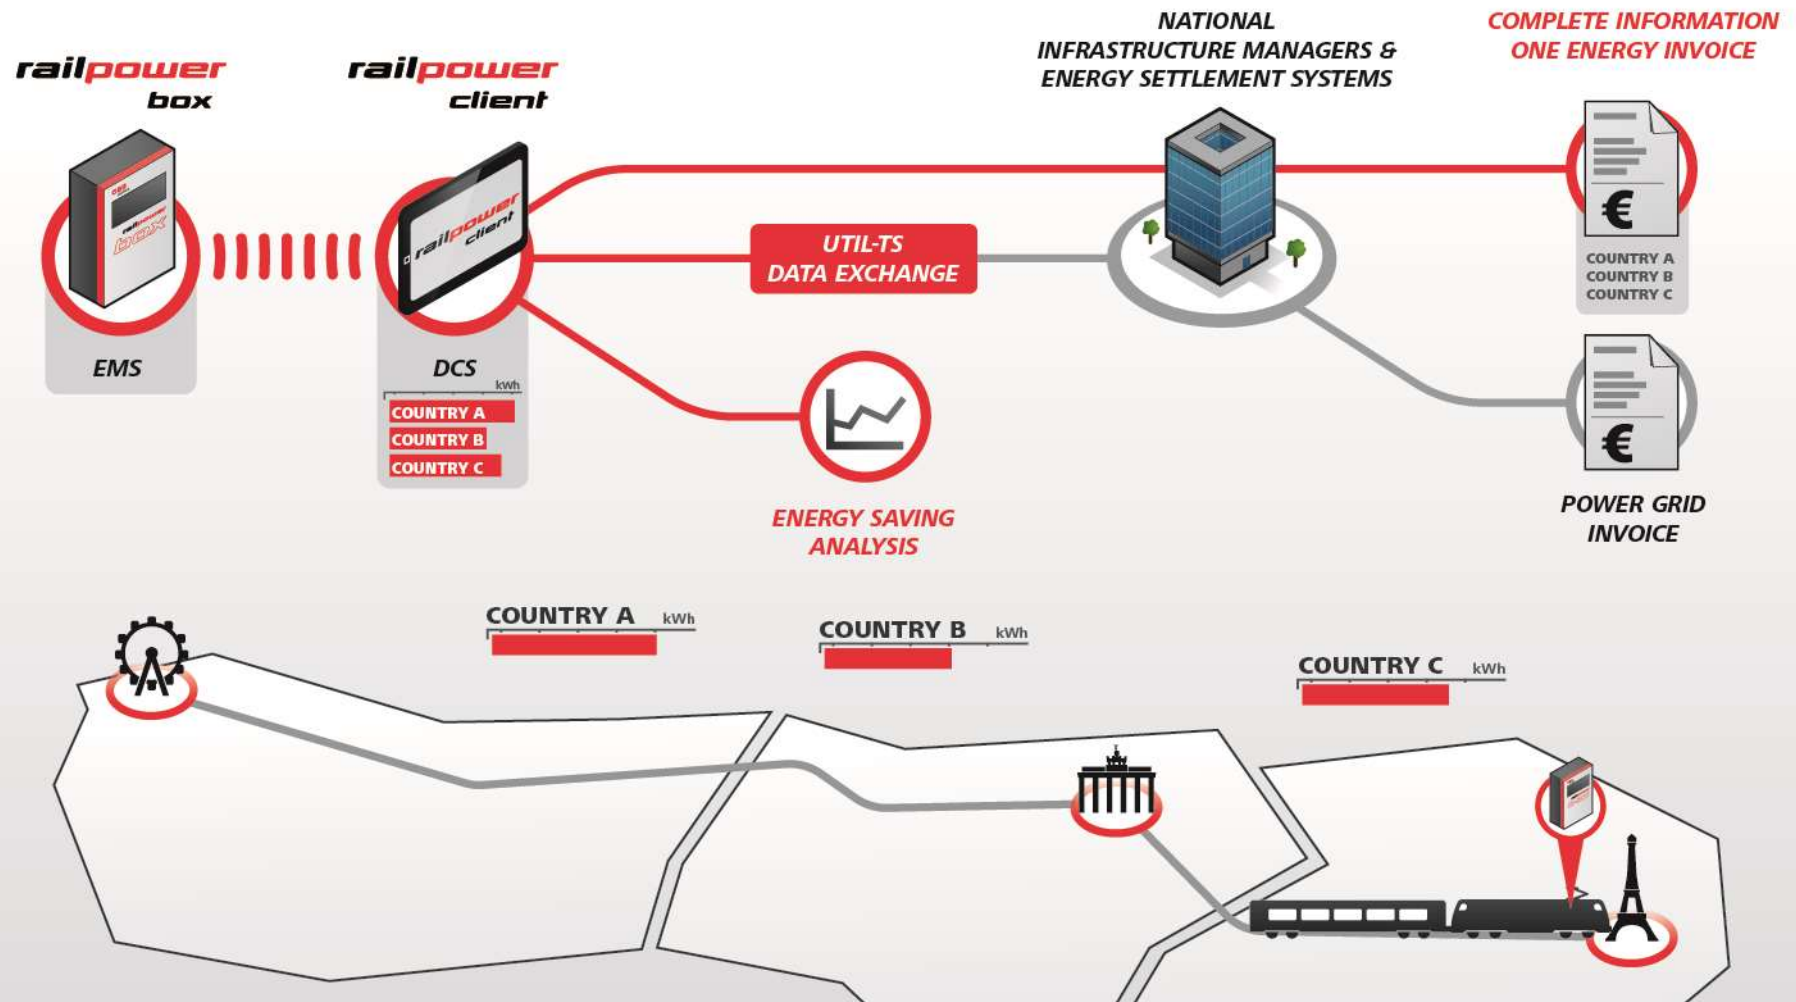 railpower
box
railpower
client
NATIONAL
INFRASTRUCTURE MANAGERS &
ENERGY SETTLEMENT SYSTEMS
COMPLETE INFORMATION
ONE ENERGY INVOICE
railpower
box
railpower
client
UTIL-TS
DATA EXCHANGE
€
COUNTRY A
COUNTRY B
COUNTRY C
EMS
DCS
kWh
COUNTRY A
COUNTRY B
COUNTRY C
€
ENERGY SAVING
ANALYSIS
POWER GRID
INVOICE
COUNTRY A kWh
COUNTRY B kWh
COUNTRY C kWh